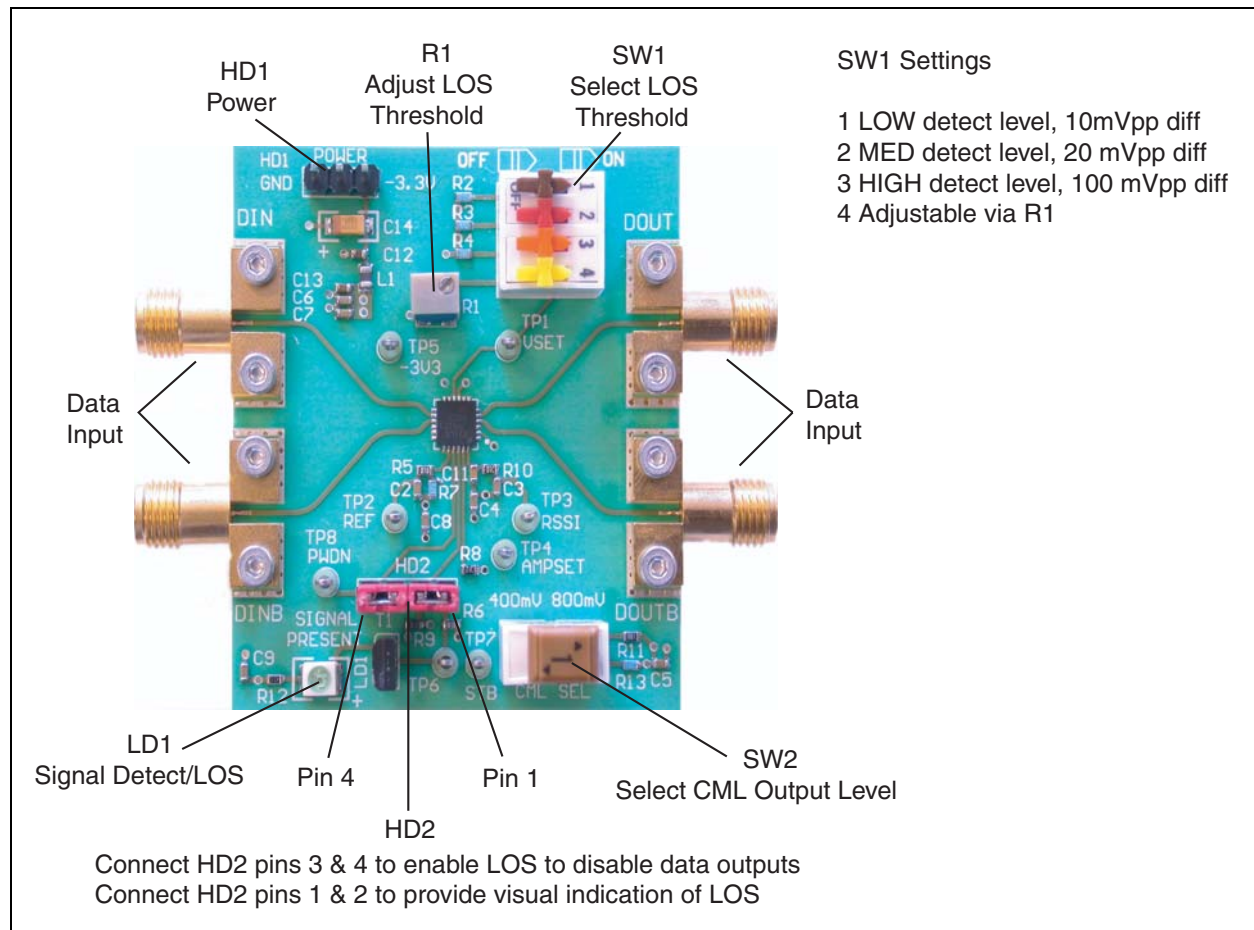 HD1
Power
R1
Adjust LOS
Threshold
SW1
Select LOS
Threshold
SW1 Settings
1 LOW detect level, 10mVpp diff
2 MED detect level, 20 mVpp diff
3 HIGH detect level, 100 mVpp diff
4 Adjustable via R1
HD1 POWER
GND -3.3V
OFF ON
OFF
1
2
3
4
R2
R3
R4
DIN
DOUT
C14
+
C12
L1
C13
C6
C7
R1
TP1
VSET
TP5
-3V3
Data
Input
Data
Input
R5
C11
R10
C2
R7
C3
C4
C8
TP2
REF
TP3
RSSI
TP8
PWDN
TP4
AMPSET
R8
HD2
400mV 800mV
DINB
DOUTB
SIGNAL
PRESENT
T1
R9
R6
TP7
TP6
STB
1
CML SEL
R11
R13
C5
C9
R12
LD1
+
LD1
Signal Detect/LOS
Pin 4
Pin 1
HD2
SW2
Select CML Output Level
Connect HD2 pins 3 & 4 to enable LOS to disable data outputs
Connect HD2 pins 1 & 2 to provide visual indication of LOS